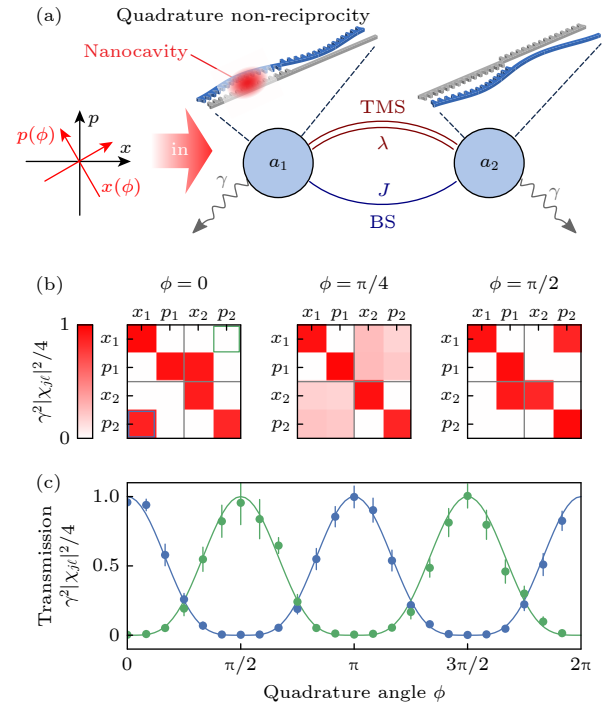 (a)
Quadrature non-reciprocity
Nanocavity
TMS
λ
p
p(ϕ)
x
x(ϕ)
in
a₁
a₂
γ
γ
J
BS
(b)
ϕ=0
ϕ=π/4
ϕ=π/2
x₁ p₁ x₂ p₂
x₁ p₁ x₂ p₂
x₁ p₁ x₂ p₂
1
0
γ²|χⱼℓ|²/4
x₁
p₁
x₂
p₂
x₁
p₁
x₂
p₂
x₁
p₁
x₂
p₂
(c)
Transmission
γ²|χⱼℓ|²/4
1.0
0.5
0
0 π/2 π 3π/2 2π
Quadrature angle ϕ